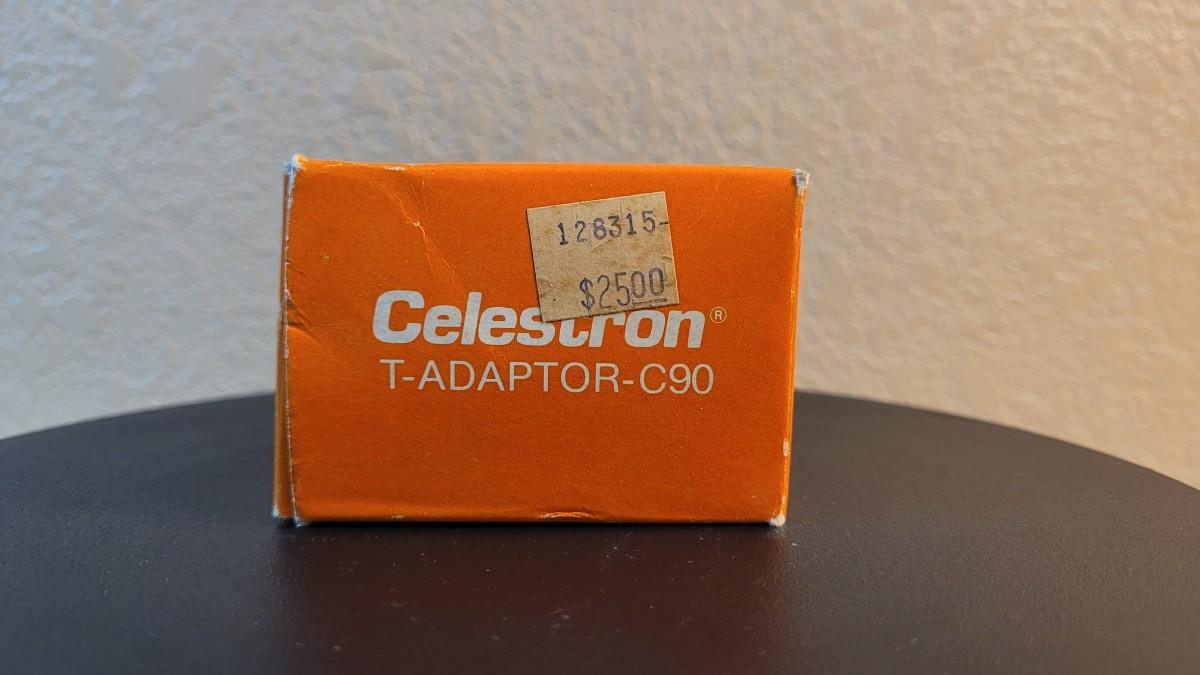 128315-
$2500
Celestron®
T-ADAPTOR-C90